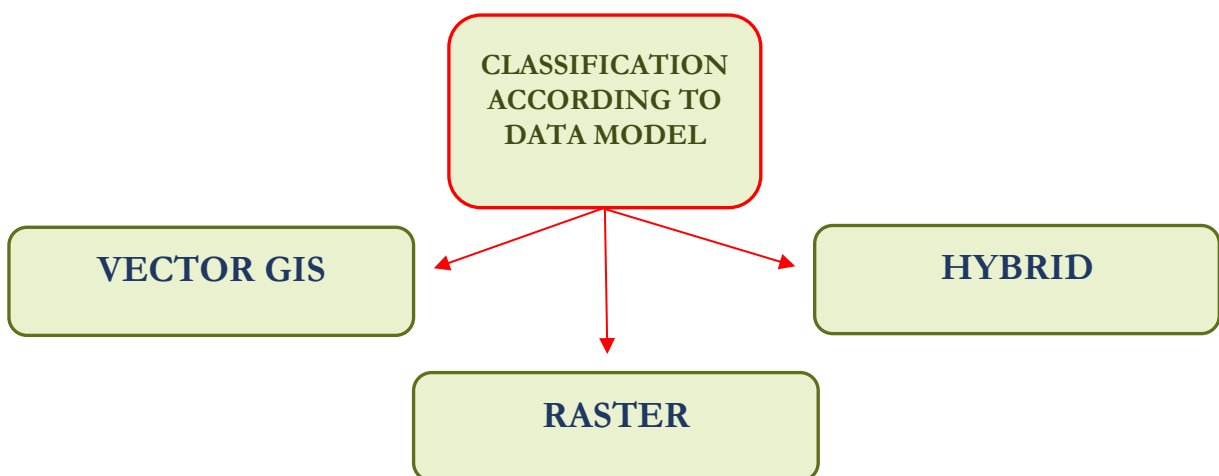 CLASSIFICATION
ACCORDING TO
DATA MODEL
VECTOR GIS
HYBRID
RASTER